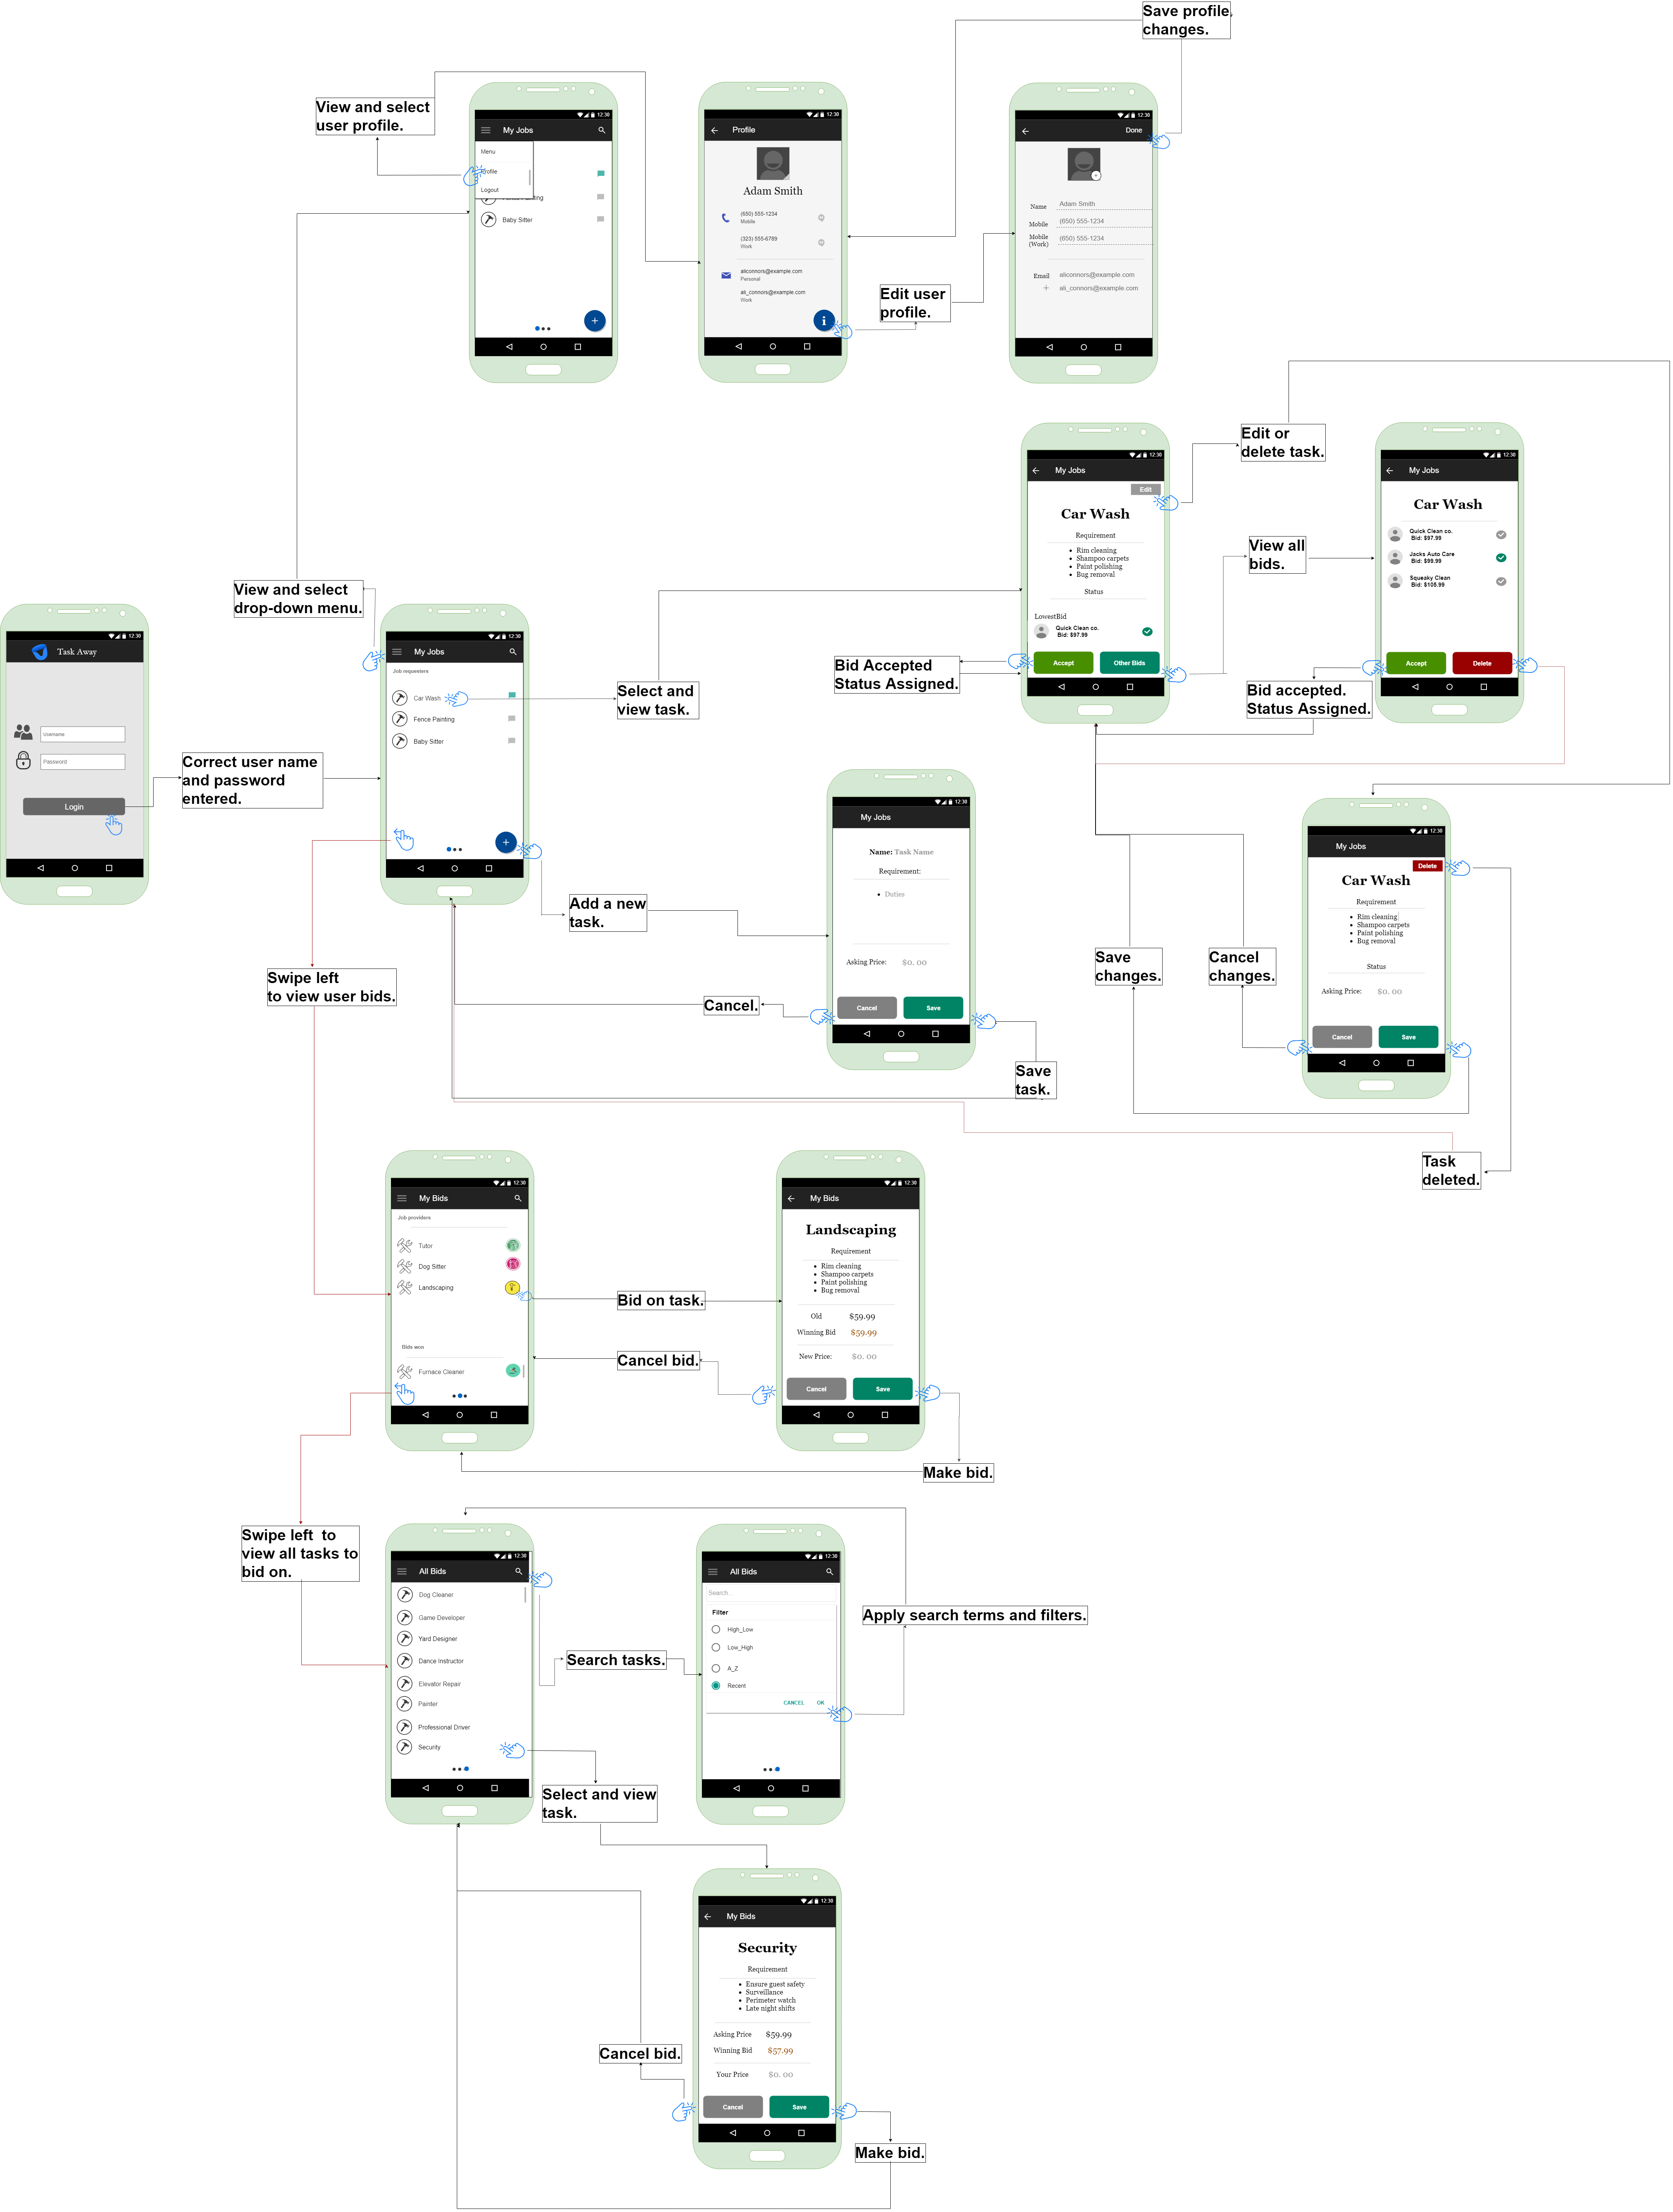 Save profile
changes.
View and select
user profile.
12:30
My Jobs
Menu
Profile
Logout
Baby Sitter
12:30
Profile
Adam Smith
(650) 555-1234
Mobile
(323) 555-6789
Work
aliconnors@example.com
Personal
ali_connors@example.com
Work
Edit user
profile.
12:30
Done
Name Adam Smith
Mobile (650) 555-1234
Mobile
(Work) (650) 555-1234
Email aliconnors@example.com
ali_connors@example.com
Edit or
delete task.
12:30
My Jobs
Edit
Car Wash
Requirement
Rim cleaning
Shampoo carpets
Paint polishing
Bug removal
Status
LowestBid
Quick Clean co.
Bid: $97.99
Accept Other Bids
View all
bids.
12:30
My Jobs
Car Wash
Quick Clean co.
Bid: $97.99
Jacks Auto Care
Bid: $99.99
Squeaky Clean
Bid: $105.99
Accept Delete
Bid Accepted
Status Assigned.
Bid accepted.
Status Assigned.
View and select
drop-down menu.
12:30
Task Away
Username
Password
Login
Correct user name
and password
entered.
12:30
My Jobs
Job requesters
Car Wash
Fence Painting
Baby Sitter
Select and
view task.
Add a new
task.
12:30
My Jobs
Name: Task Name
Requirement:
Duties
Asking Price: $0. 00
Cancel Save
Cancel.
Save
task.
12:30
My Jobs
Delete
Car Wash
Requirement
Rim cleaning
Shampoo carpets
Paint polishing
Bug removal
Status
Asking Price: $0. 00
Cancel Save
Save
changes.
Cancel
changes.
Task
deleted.
Swipe left
to view user bids.
12:30
My Bids
Job providers
Tutor
Dog Sitter
Landscaping
Bids won
Furnace Cleaner
Bid on task.
Cancel bid.
12:30
My Bids
Landscaping
Requirement
Rim cleaning
Shampoo carpets
Paint polishing
Bug removal
Old $59.99
Winning Bid $59.99
New Price: $0. 00
Cancel Save
Make bid.
Swipe left to
view all tasks to
bid on.
12:30
All Bids
Dog Cleaner
Game Developer
Yard Designer
Dance Instructor
Elevator Repair
Painter
Professional Driver
Security
Search tasks.
12:30
All Bids
Search...
Filter
High_Low
Low_High
A_Z
Recent
CANCEL OK
Apply search terms and filters.
Select and view
task.
12:30
My Bids
Security
Requirement
Ensure guest safety
Surveillance
Perimeter watch
Late night shifts
Asking Price $59.99
Winning Bid $57.99
Your Price $0. 00
Cancel Save
Cancel bid.
Make bid.